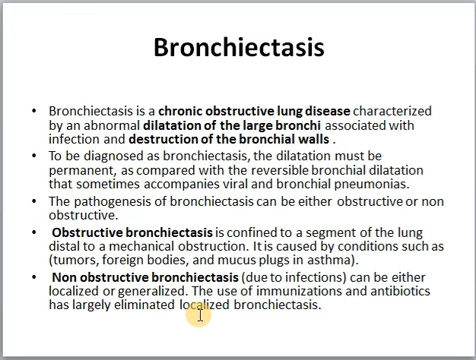 Bronchiectasis
• Bronchiectasis is a chronic obstructive lung disease characterized
by an abnormal dilatation of the large bronchi associated with
infection and destruction of the bronchial walls .
• To be diagnosed as bronchiectasis, the dilatation must be
permanent, as compared with the reversible bronchial dilatation
that sometimes accompanies viral and bronchial pneumonias.
• The pathogenesis of bronchiectasis can be either obstructive or non
obstructive.
• Obstructive bronchiectasis is confined to a segment of the lung
distal to a mechanical obstruction. It is caused by conditions such as
(tumors, foreign bodies, and mucus plugs in asthma).
• Non obstructive bronchiectasis (due to infections) can be either
localized or generalized. The use of immunizations and antibiotics
has largely eliminated localized bronchiectasis.